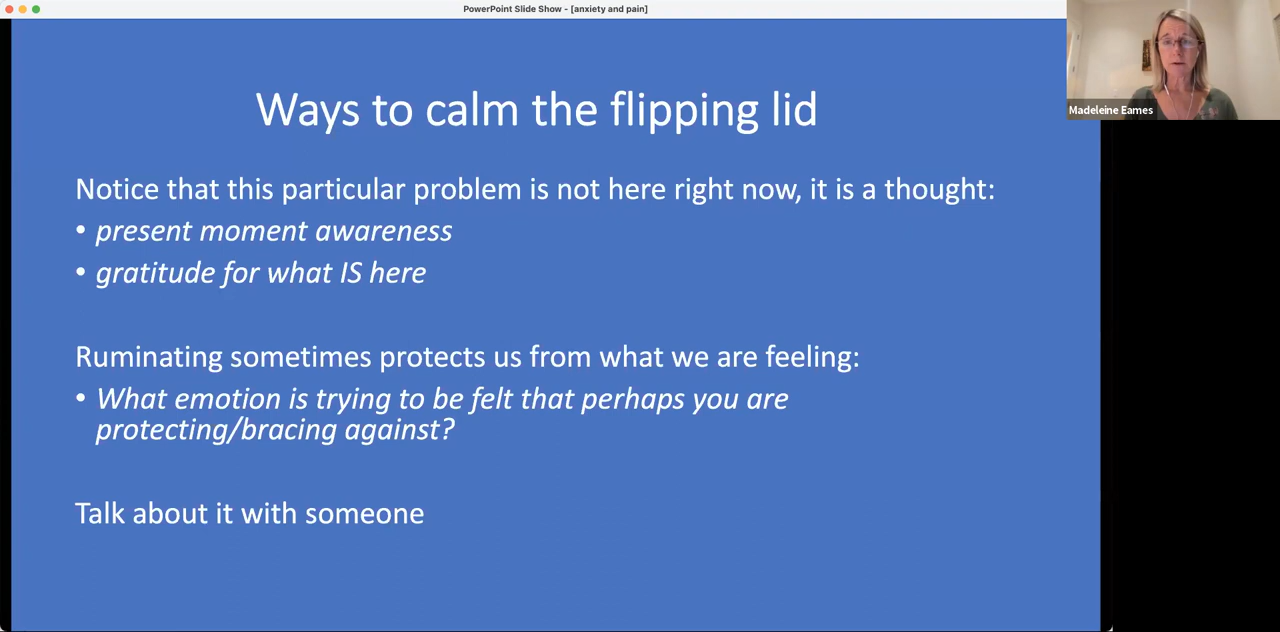 PowerPoint Slide Show - [anxiety and pain]
Madeleine Eames
Ways to calm the flipping lid
Notice that this particular problem is not here right now, it is a thought:
• present moment awareness
• gratitude for what IS here
Ruminating sometimes protects us from what we are feeling:
• What emotion is trying to be felt that perhaps you are
protecting/bracing against?
Talk about it with someone